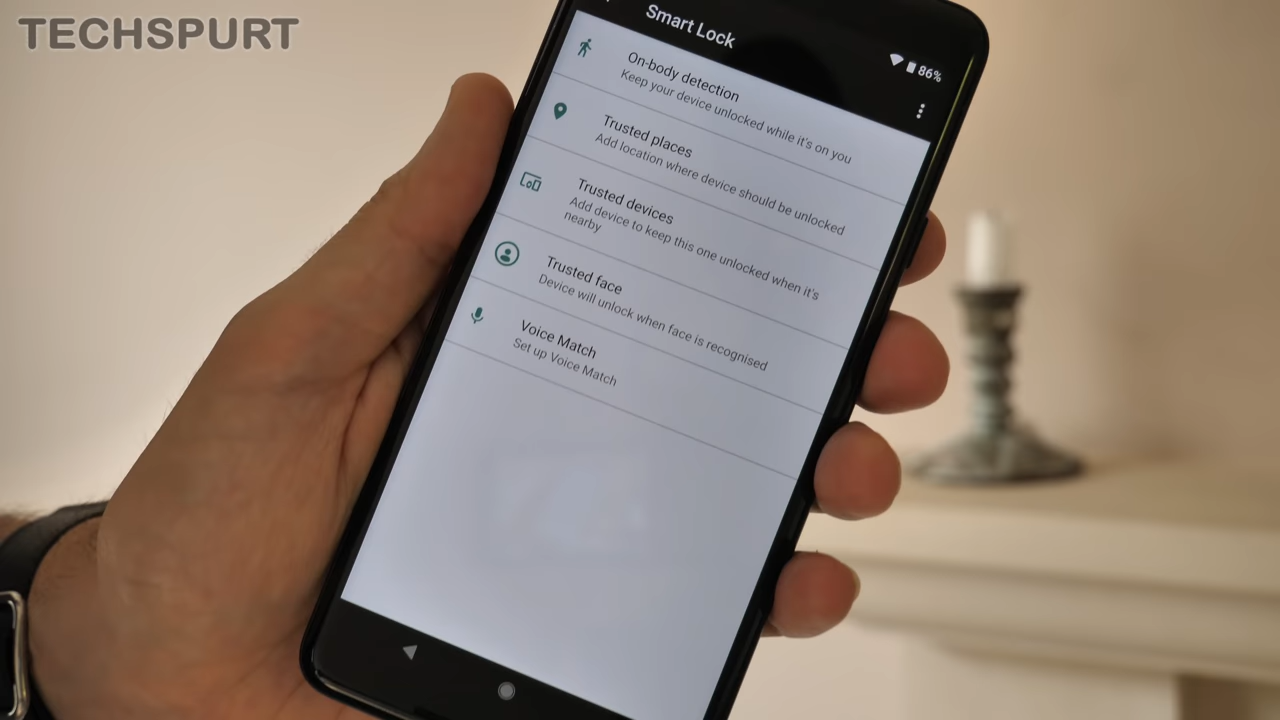 TECHSPURT
Smart Lock
86%
On-body detection
Keep your device unlocked while it's on you
Trusted places
Add location where device should be unlocked
Trusted devices
Add device to keep this one unlocked when it's
nearby
Trusted face
Device will unlock when face is recognised
Voice Match
Set up Voice Match